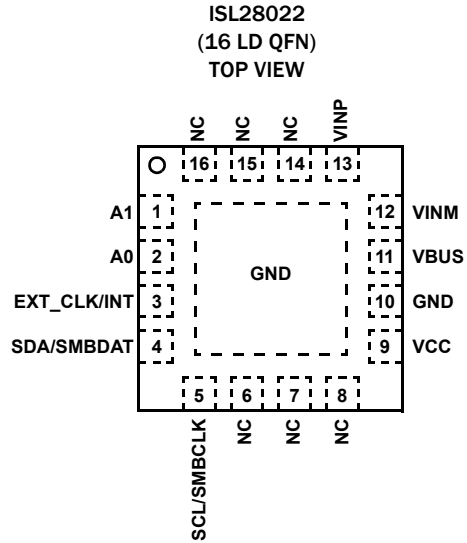 ISL28022
(16 LD QFN)
TOP VIEW
NC
NC
NC
VINP
16
15
14
13
A1
1
12
VINM
A0
2
11
VBUS
GND
EXT_CLK/INT
3
10
GND
SDA/SMBDAT
4
9
VCC
5
6
7
8
SCL/SMBCLK
NC
NC
NC